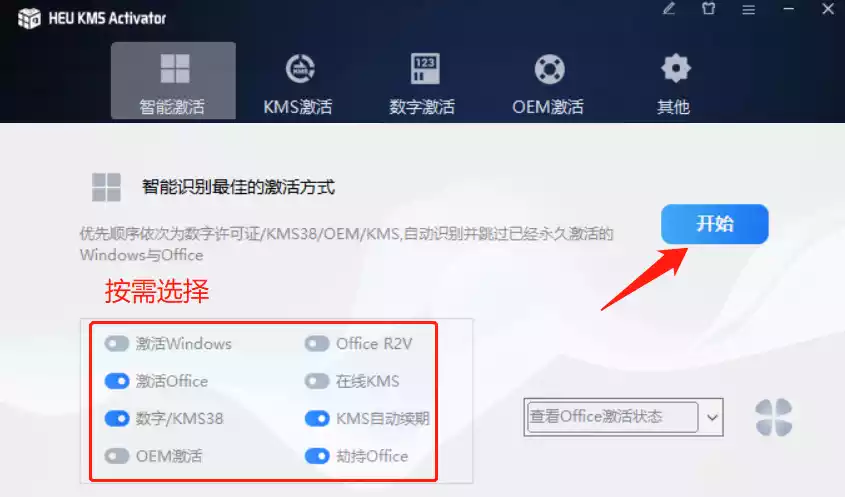 HEU KMS Activator
智能激活 KMS激活 数字激活 OEM激活 其他
智能识别最佳的激活方式
优先顺序依次为数字许可证/KMS38/OEM/KMS,自动识别并跳过已经永久激活的
Windows与Office
开始
按需选择
激活Windows Office R2V
激活Office 在线KMS
数字/KMS38 KMS自动续期
OEM激活 劫持Office
查看Office激活状态